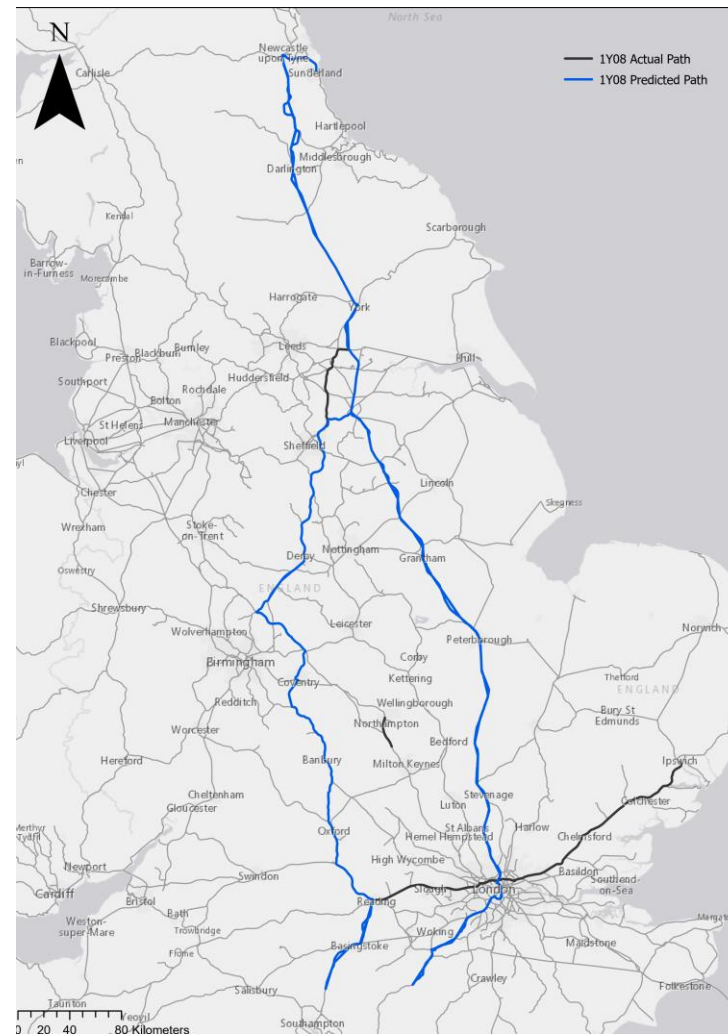 North Sea
N
Newcastle
upon Tyne
Carlisle
Sunderland
1Y08 Actual Path
1Y08 Predicted Path
Hartlepool
Middlesbrough
Darlington
Kendal
Scarborough
Barrow-
in-Furness
Morecambe
Harrogate
York
Blackpool
Preston
Blackburn
Burnley
Leeds
Hull
Southport
Rochdale
Huddersfield
Bolton
St Helens
Manchester
Liverpool
Sheffield
Chester
Lincoln
Skegness
Wrexham
Stoke-
on-Trent
Oswestry
Derby
Nottingham
Grantham
ENGLAND
Shrewsbury
Wolverhampton
Leicester
Peterborough
Norwich
Birmingham
Corby
Kettering
Thetford
ENGLAND
Coventry
Redditch
Wellingborough
Northampton
Bury St
Edmunds
Worcester
Bedford
Hereford
Banbury
Milton Keynes
Ipswich
Cheltenham
Stevenage
Colchester
Gloucester
Luton
Merthyr
Tydfil
Oxford
St Albans
Hemel Hempstead
Harlow
Chelmsford
High Wycombe
Newport
Swindon
Basildon
Slough
London
Southend-
on-Sea
Cardiff
Bristol
Reading
Bath
Weston-
super-Mare
Trowbridge
Margat
Frome
Basingstoke
Woking
Maidstone
Salisbury
Crawley
Folkestone
Taunton
Yeovil
Southampton
0 20 40 80 Kilometers